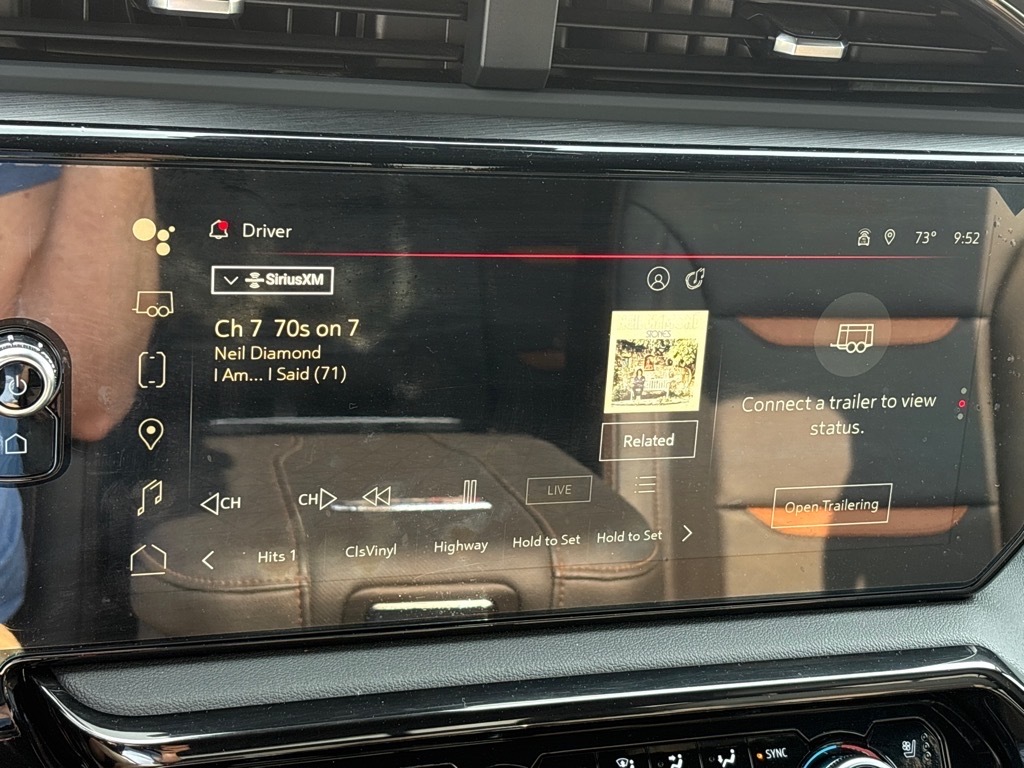 Driver
73° 9:52
SiriusXM
Ch 7 70s on 7
Neil Diamond
I Am... I Said (71)
STONES
Related
Connect a trailer to view
status.
Open Trailering
CH
CH
LIVE
Hits 1
ClsVinyl
Highway
Hold to Set
Hold to Set
SYNC